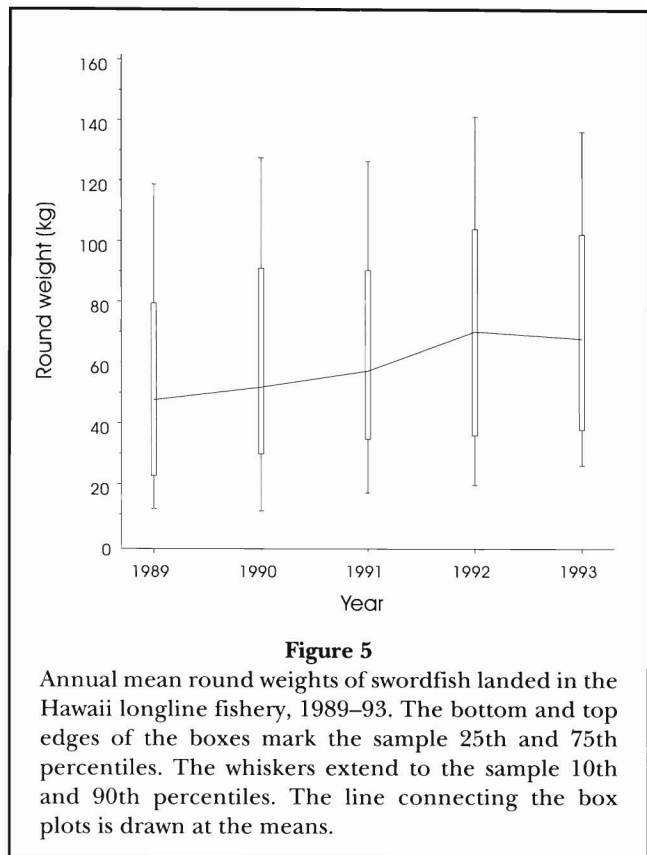 160
140
120
100
80
60
40
20
0
Round weight (kg)
1989 1990 1991 1992 1993
Year
Figure 5
Annual mean round weights of swordfish landed in the
Hawaii longline fishery, 1989–93. The bottom and top
edges of the boxes mark the sample 25th and 75th
percentiles. The whiskers extend to the sample 10th
and 90th percentiles. The line connecting the box
plots is drawn at the means.